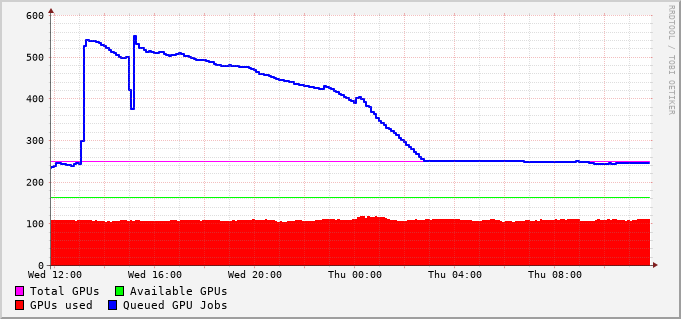 600
500
400
300
200
100
0
Wed 12:00 Wed 16:00 Wed 20:00 Thu 00:00 Thu 04:00 Thu 08:00
Total GPUs Available GPUs
GPUs used Queued GPU Jobs
RRDTOOL / TOBI OETIKER